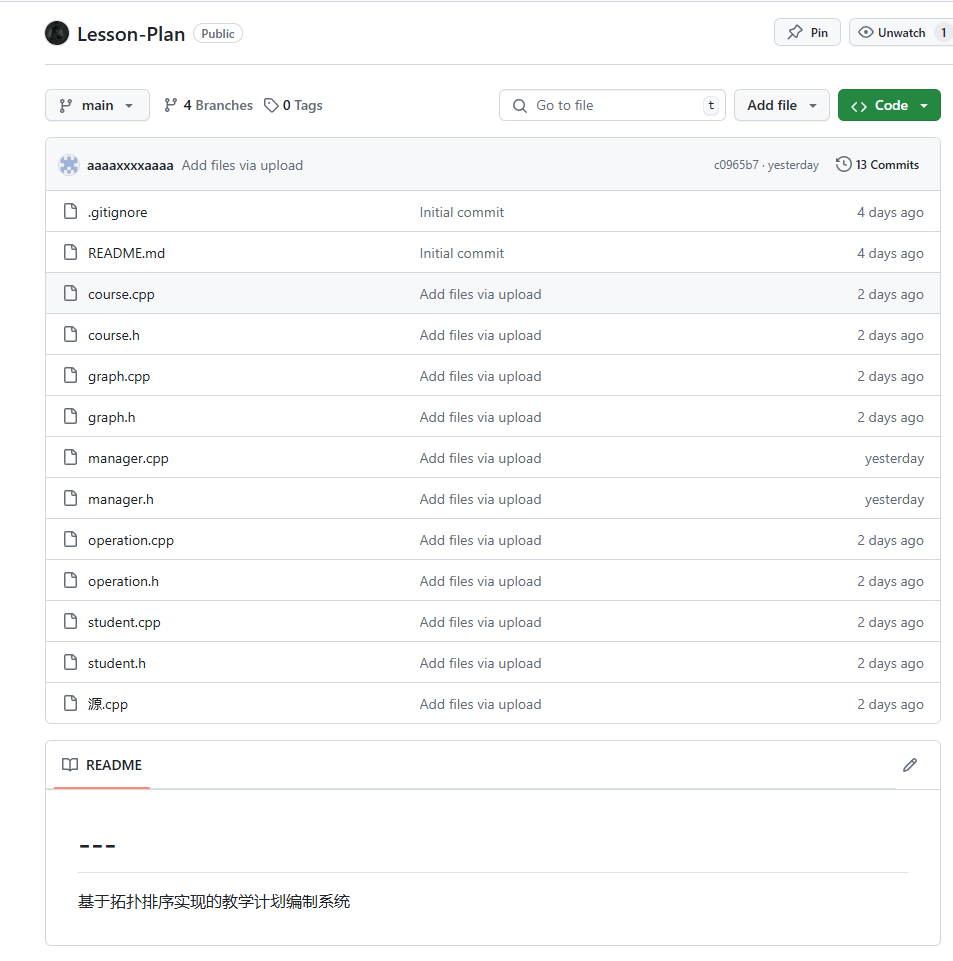 Lesson-Plan Public Pin Unwatch 1
main 4 Branches 0 Tags Go to file t Add file Code
aaaaxxxxaaaa Add files via upload c0965b7 · yesterday 13 Commits
.gitignore Initial commit 4 days ago
README.md Initial commit 4 days ago
course.cpp Add files via upload 2 days ago
course.h Add files via upload 2 days ago
graph.cpp Add files via upload 2 days ago
graph.h Add files via upload 2 days ago
manager.cpp Add files via upload yesterday
manager.h Add files via upload yesterday
operation.cpp Add files via upload 2 days ago
operation.h Add files via upload 2 days ago
student.cpp Add files via upload 2 days ago
student.h Add files via upload 2 days ago
源.cpp Add files via upload 2 days ago
README
---
基于拓扑排序实现的教学计划编制系统